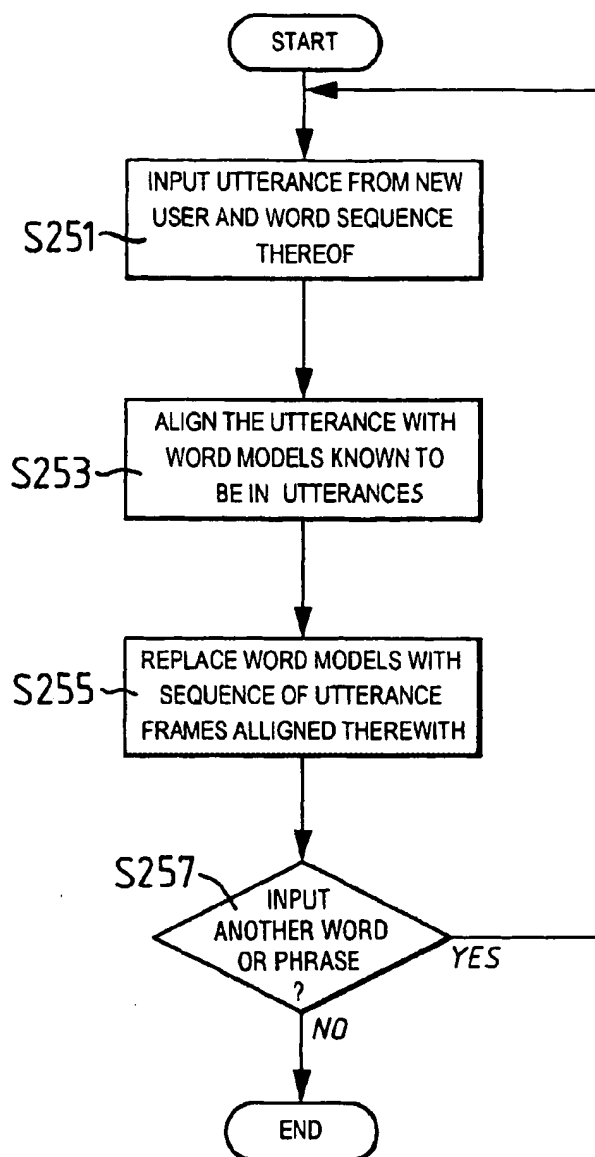 START
INPUT UTTERANCE FROM NEW
USER AND WORD SEQUENCE
THEREOF
S251
ALIGN THE UTTERANCE WITH
WORD MODELS KNOWN TO
BE IN UTTERANCES
S253
REPLACE WORD MODELS WITH
SEQUENCE OF UTTERANCE
FRAMES ALLIGNED THEREWITH
S255
S257
INPUT
ANOTHER WORD
OR PHRASE
?
YES
NO
END